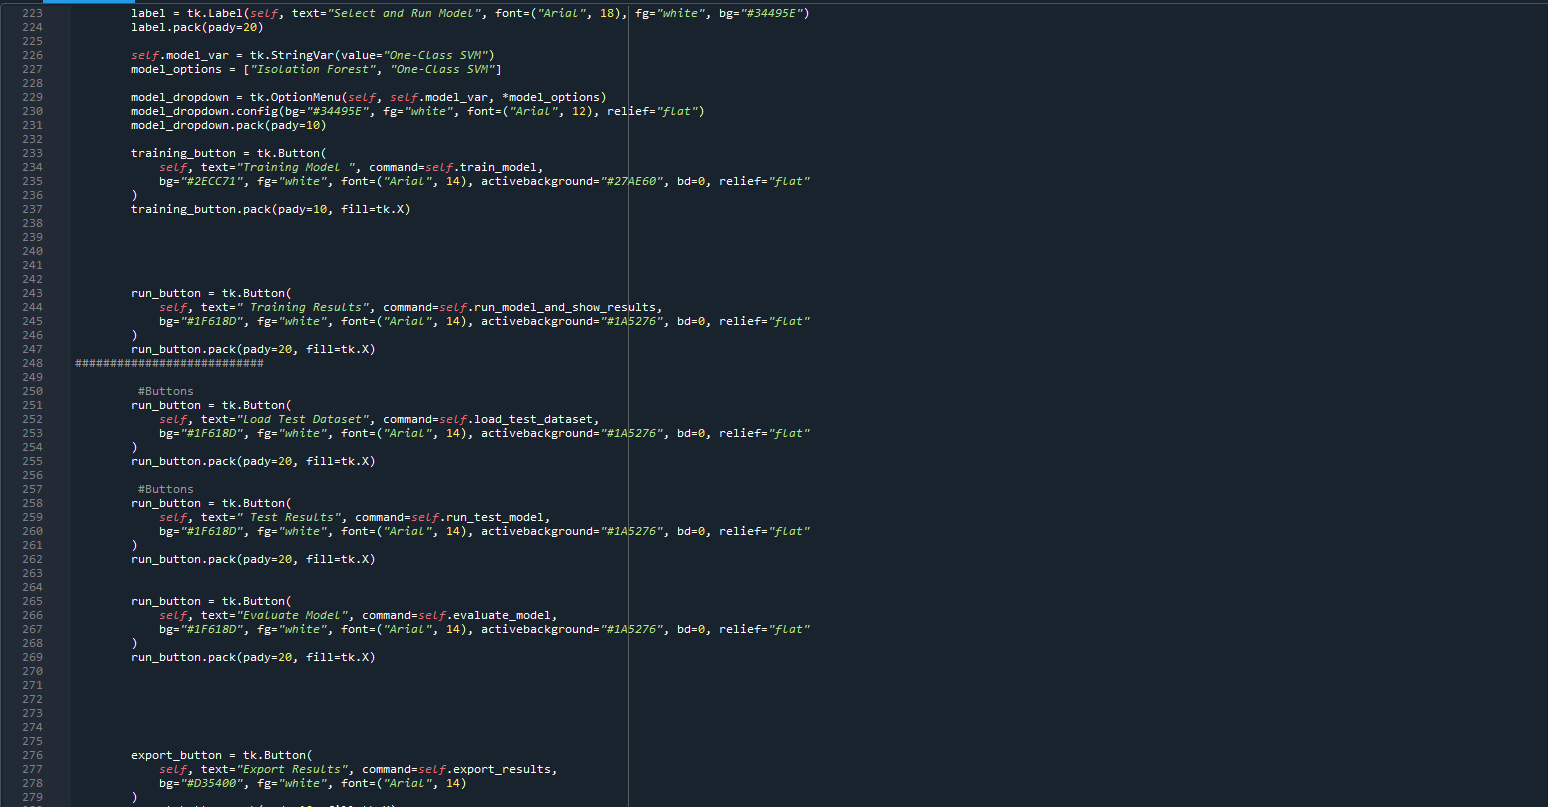 223 label = tk.Label(self, text="Select and Run Model", font=("Arial", 18), fg="white", bg="#34495E")
224 label.pack(pady=20)
225
226 self.model_var = tk.StringVar(value="One-Class SVM")
227 model_options = ["Isolation Forest", "One-Class SVM"]
228
229 model_dropdown = tk.OptionMenu(self, self.model_var, *model_options)
230 model_dropdown.config(bg="#34495E", fg="white", font=("Arial", 12), relief="flat")
231 model_dropdown.pack(pady=10)
232
233 training_button = tk.Button(
234 self, text="Training Model ", command=self.train_model,
235 bg="#2ECC71", fg="white", font=("Arial", 14), activebackground="#27AE60", bd=0, relief="flat"
236 )
237 training_button.pack(pady=10, fill=tk.X)
238
239
240
241
242
243 run_button = tk.Button(
244 self, text=" Training Results", command=self.run_model_and_show_results,
245 bg="#1F618D", fg="white", font=("Arial", 14), activebackground="#1A5276", bd=0, relief="flat"
246 )
247 run_button.pack(pady=20, fill=tk.X)
248 ###########################
249
250 #Buttons
251 run_button = tk.Button(
252 self, text="Load Test Dataset", command=self.load_test_dataset,
253 bg="#1F618D", fg="white", font=("Arial", 14), activebackground="#1A5276", bd=0, relief="flat"
254 )
255 run_button.pack(pady=20, fill=tk.X)
256
257 #Buttons
258 run_button = tk.Button(
259 self, text=" Test Results", command=self.run_test_model,
260 bg="#1F618D", fg="white", font=("Arial", 14), activebackground="#1A5276", bd=0, relief="flat"
261 )
262 run_button.pack(pady=20, fill=tk.X)
263
264
265 run_button = tk.Button(
266 self, text="Evaluate Model", command=self.evaluate_model,
267 bg="#1F618D", fg="white", font=("Arial", 14), activebackground="#1A5276", bd=0, relief="flat"
268 )
269 run_button.pack(pady=20, fill=tk.X)
270
271
272
273
274
275
276 export_button = tk.Button(
277 self, text="Export Results", command=self.export_results,
278 bg="#D35400", fg="white", font=("Arial", 14)
279 )